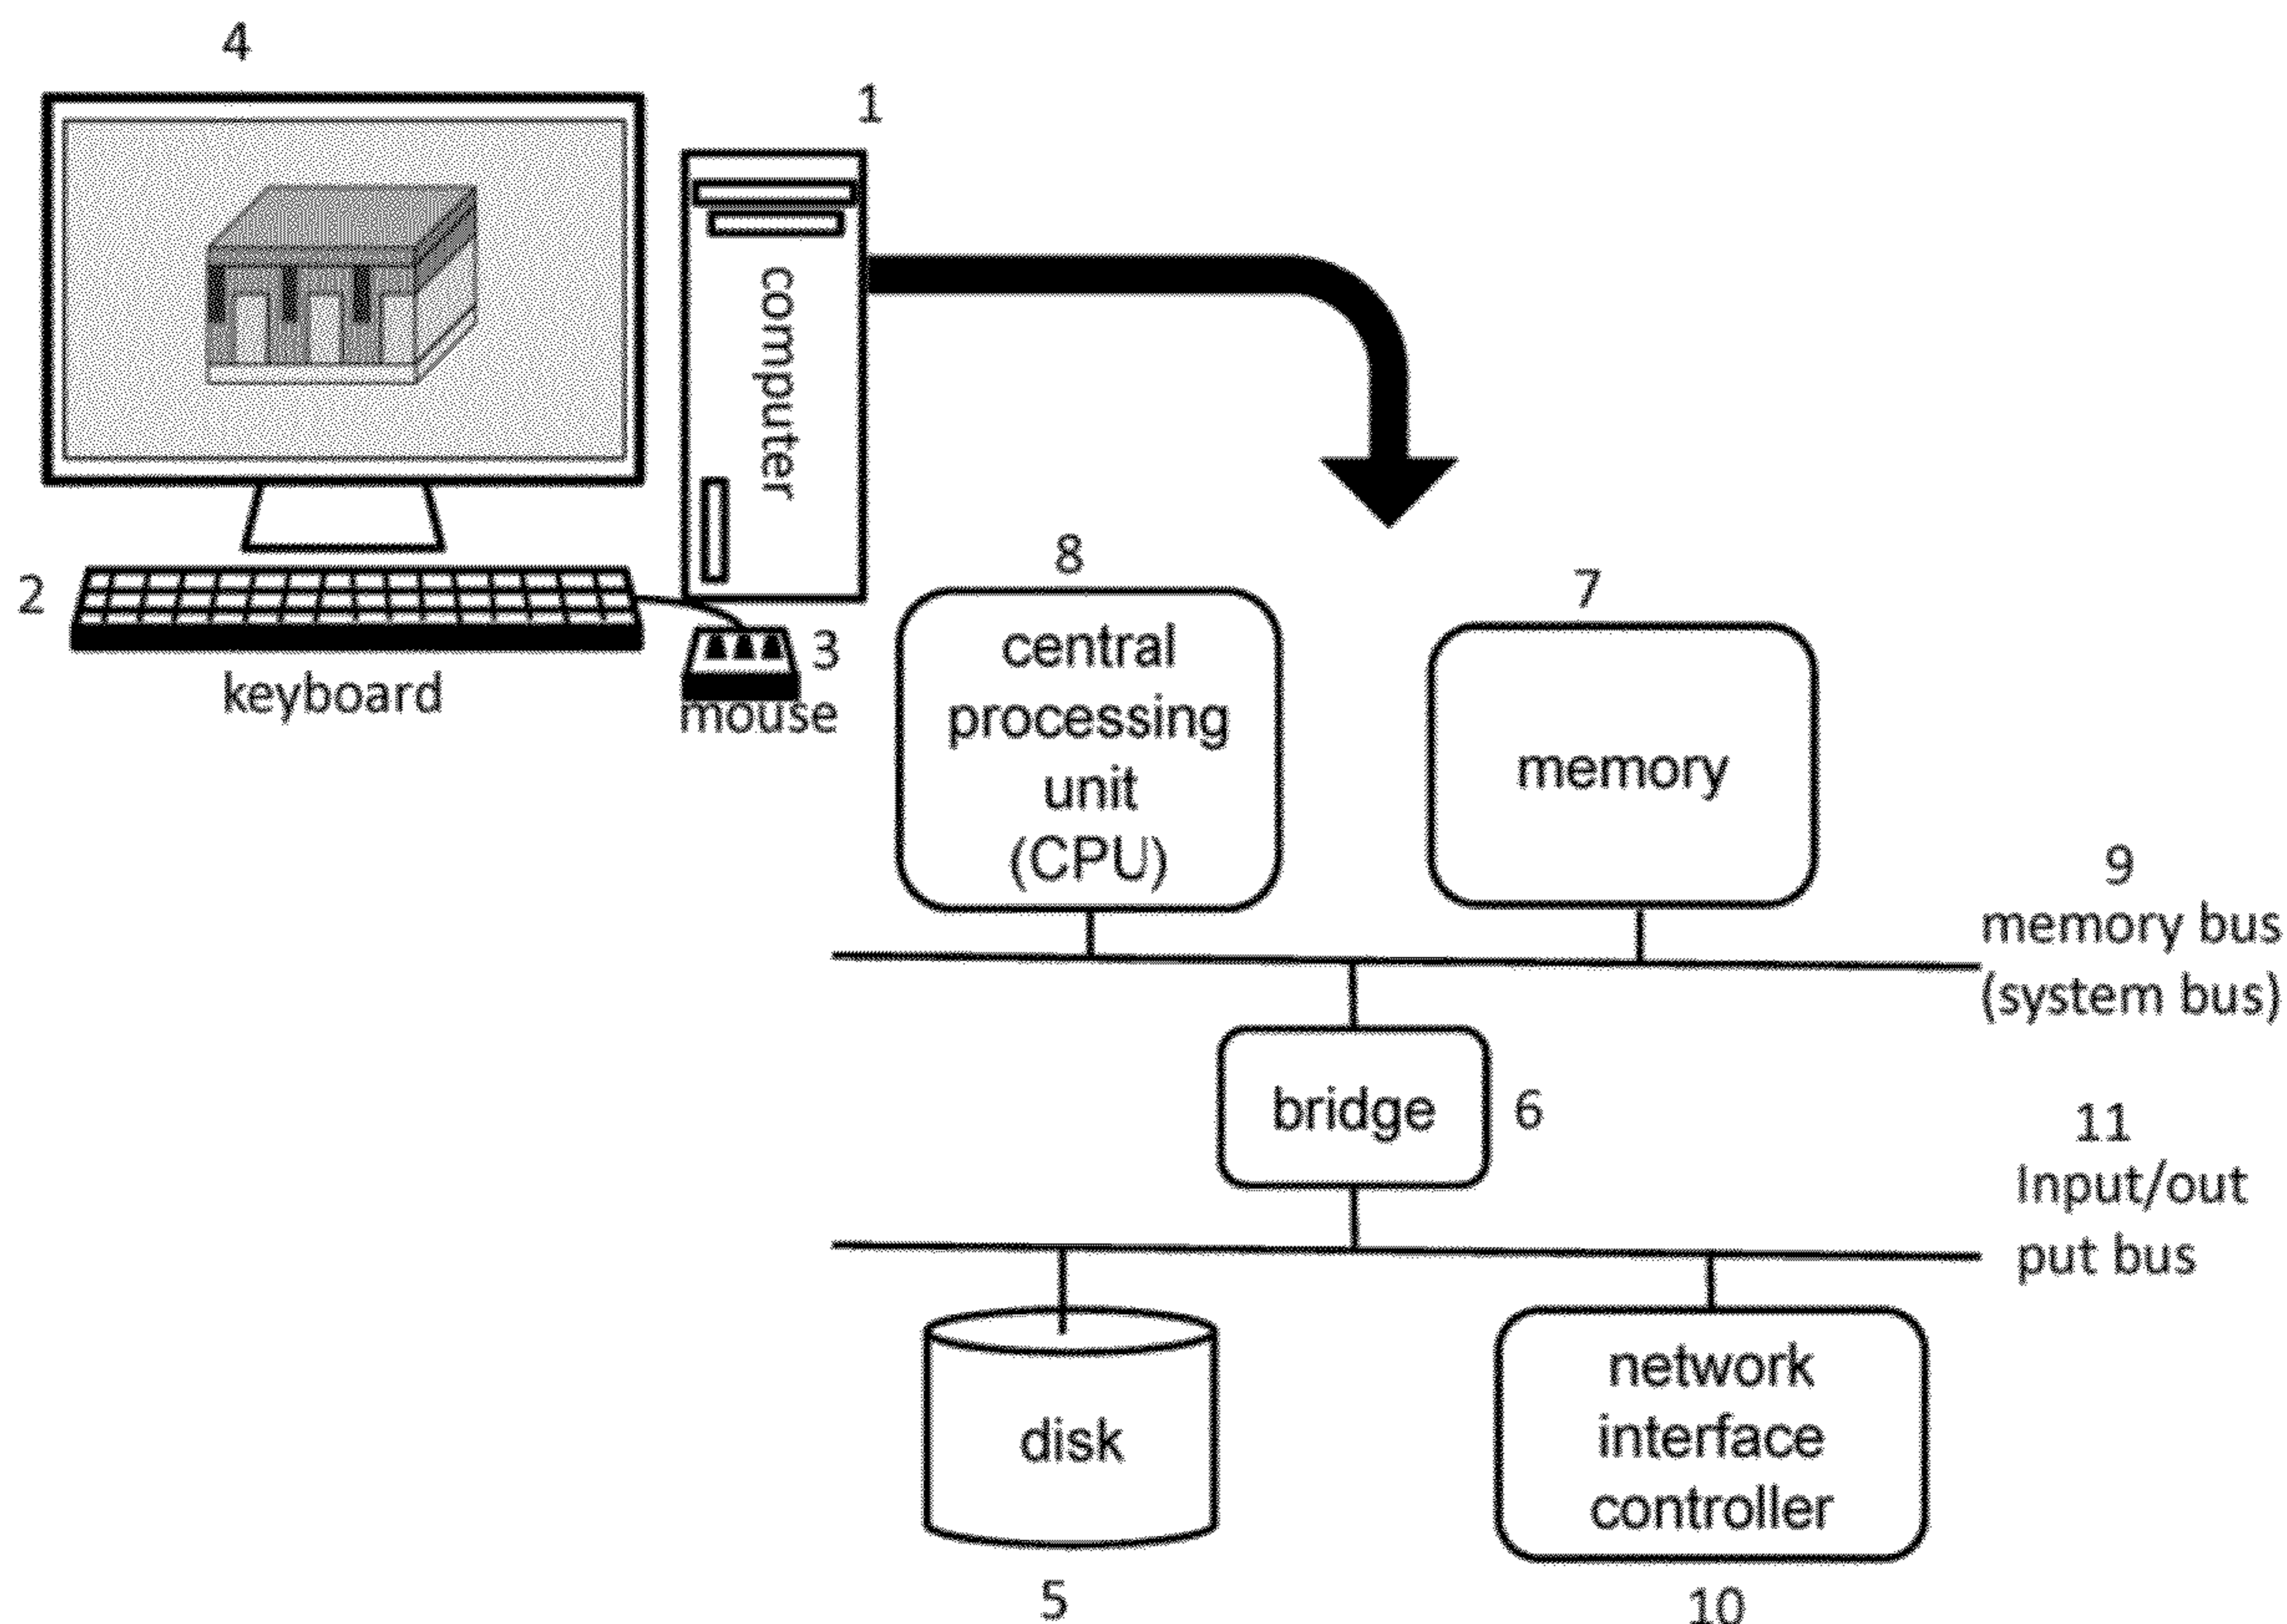 4
1
computer
2
keyboard
3
mouse
8
central
processing
unit
(CPU)
7
memory
9
memory bus
(system bus)
bridge
6
11
Input/out
put bus
disk
5
network
interface
controller
10